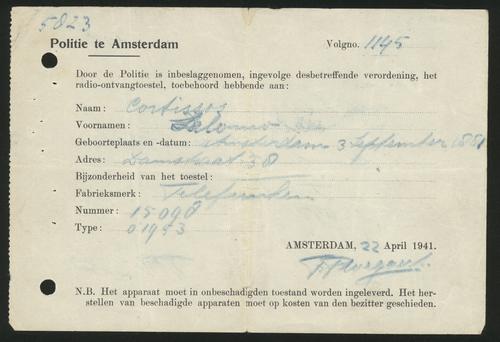 5823
Politie te Amsterdam
Volgno. 1145
Door de Politie is inbeslaggenomen, ingevolge desbetreffende verordening, het
radio-ontvangtoestel, toebehoord hebbende aan:
Naam: Cortissos
Voornamen: Salomon
Geboorteplaats en -datum: Amsterdam 3 September 1881
Adres: 38
Bijzonderheid van het toestel:
Fabrieksmerk: Telefunken
Nummer: 15098
Type: 01953
AMSTERDAM, 22 April 1941.
N.B. Het apparaat moet in onbeschadigden toestand worden ingeleverd. Het her-
stellen van beschadigde apparaten moet op kosten van den bezitter geschieden.